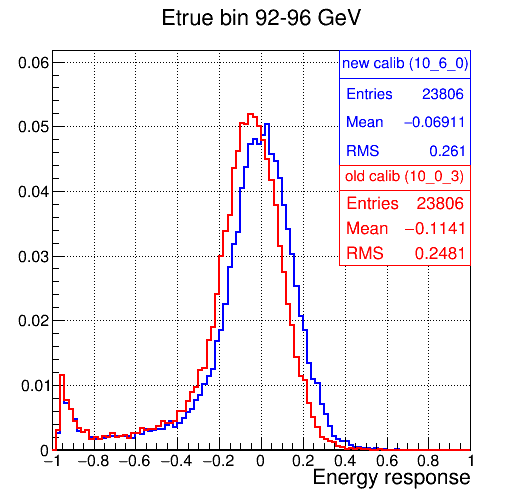 Etrue bin 92-96 GeV
new calib (10_6_0)
Entries 23806
Mean −0.06911
RMS 0.261
old calib (10_0_3)
Entries 23806
Mean −0.1141
RMS 0.2481
0.06
0.05
0.04
0.03
0.02
0.01
0
−1 −0.8 −0.6 −0.4 −0.2 0 0.2 0.4 0.6 0.8 1
Energy response